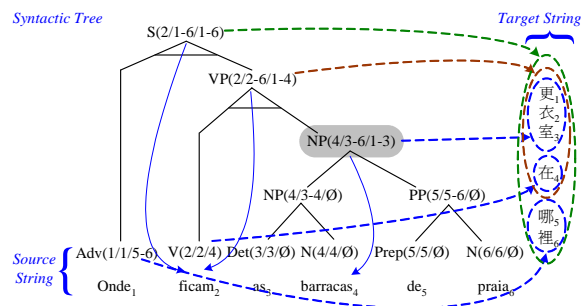 Syntactic Tree
Target String
S(2/1-6/1-6)
VP(2/2-6/1-4)
NP(4/3-6/1-3)
NP(4/3-4/Ø)
PP(5/5-6/Ø)
Adv(1/1/5-6)
V(2/2/4)
Det(3/3/Ø)
N(4/4/Ø)
Prep(5/5/Ø)
N(6/6/Ø)
Source String
Onde₁ ficam₂ as₃ barracas₄ de₅ praia₆
更₁
衣₂
室₃
在₄
哪₅
裡₆